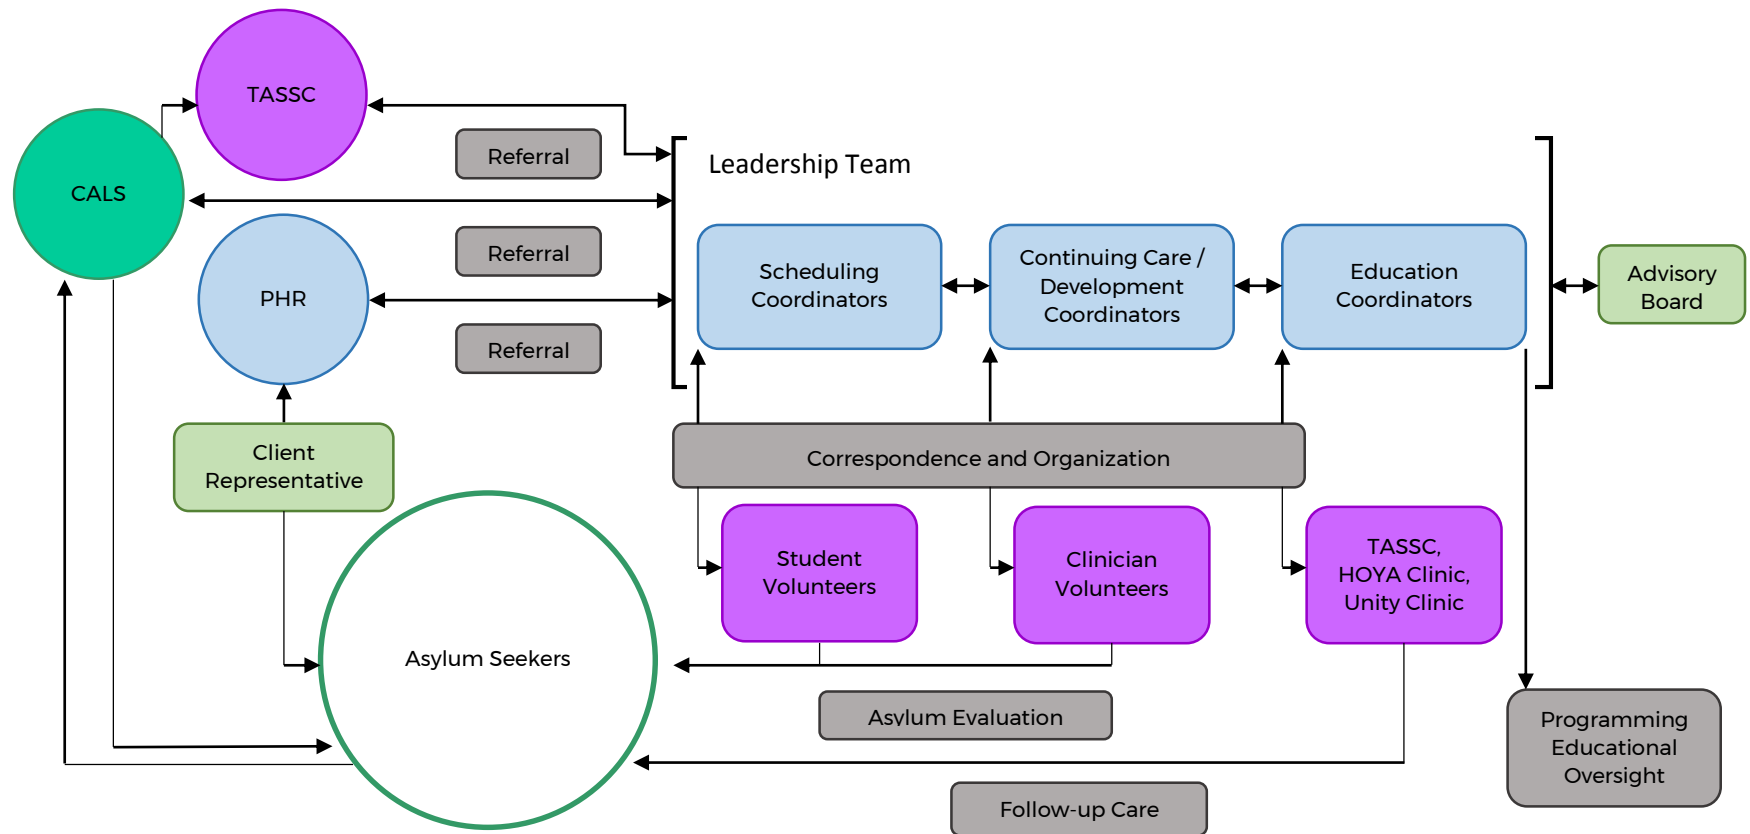 TASSC
CALS
PHR
Referral
Referral
Referral
Leadership Team
Scheduling
Coordinators
Continuing Care /
Development
Coordinators
Education
Coordinators
Advisory
Board
Client
Representative
Correspondence and Organization
Student
Volunteers
Clinician
Volunteers
TASSC,
HOYA Clinic,
Unity Clinic
Asylum Seekers
Asylum Evaluation
Programming
Educational
Oversight
Follow-up Care